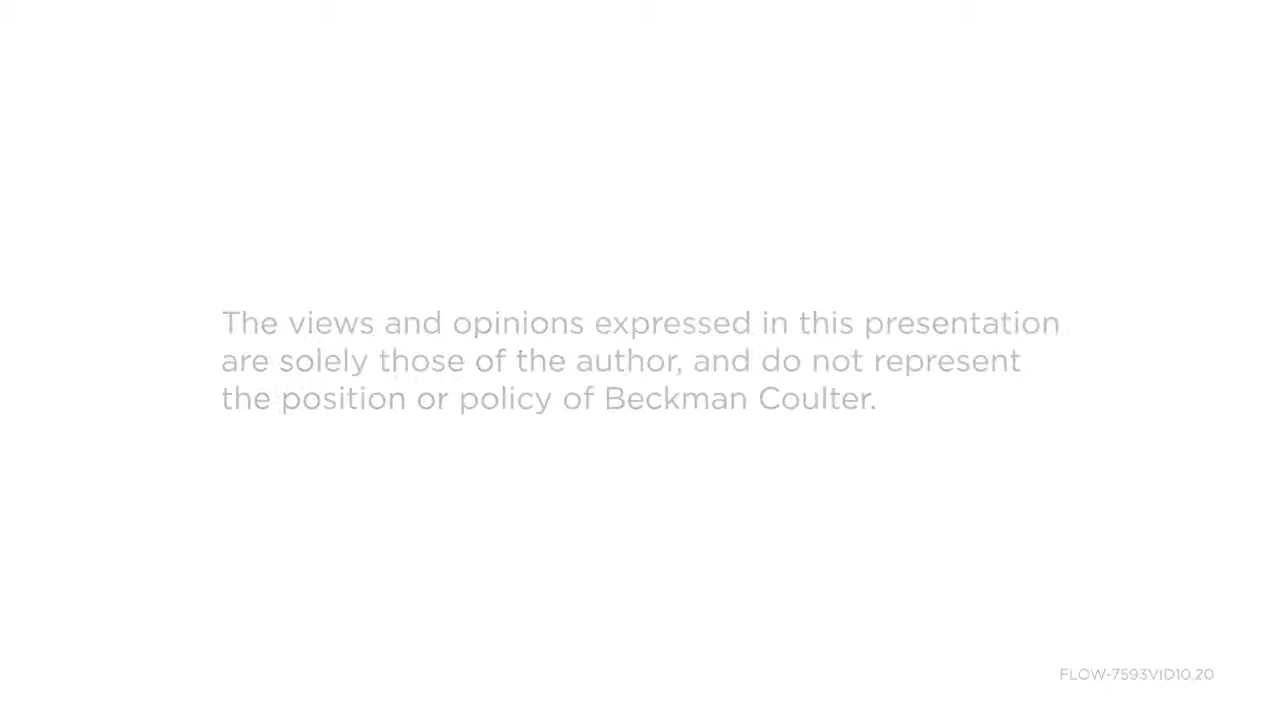 The views and opinions expressed in this presentation
are solely those of the author, and do not represent
the position or policy of Beckman Coulter.
FLOW-7593VID10.20